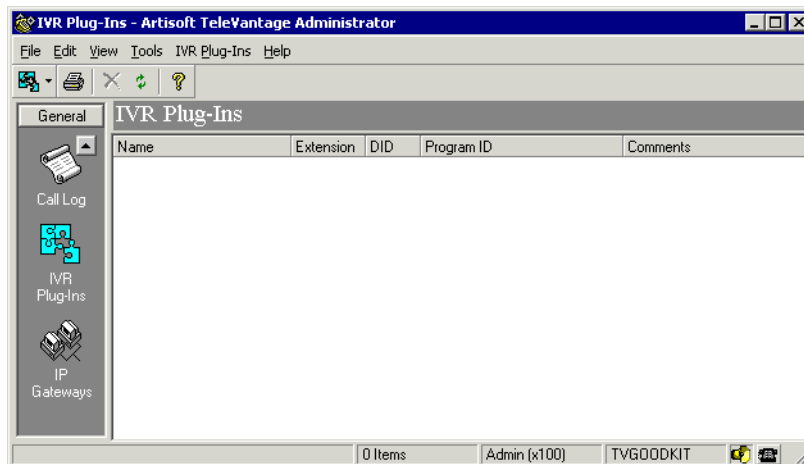 IVR Plug-Ins - Artisoft TeleVantage Administrator
File Edit View Tools IVR Plug-Ins Help
General
IVR Plug-Ins
Name Extension DID Program ID Comments
Call Log
IVR
Plug-Ins
IP
Gateways
0 Items Admin (x100) TVGOODKIT